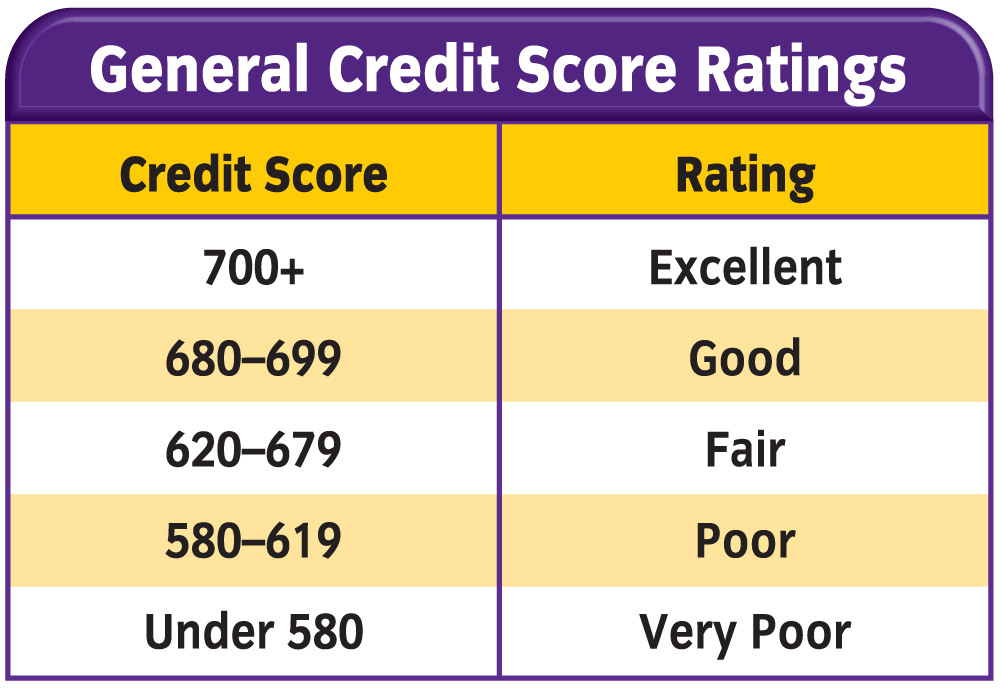 General Credit Score Ratings
Credit Score Rating
700+ Excellent
680–699 Good
620–679 Fair
580–619 Poor
Under 580 Very Poor